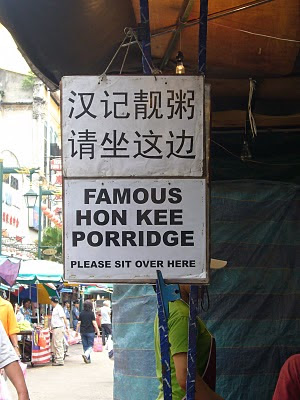 汉记靓粥
请坐这边
FAMOUS
HON KEE
PORRIDGE
PLEASE SIT OVER HERE